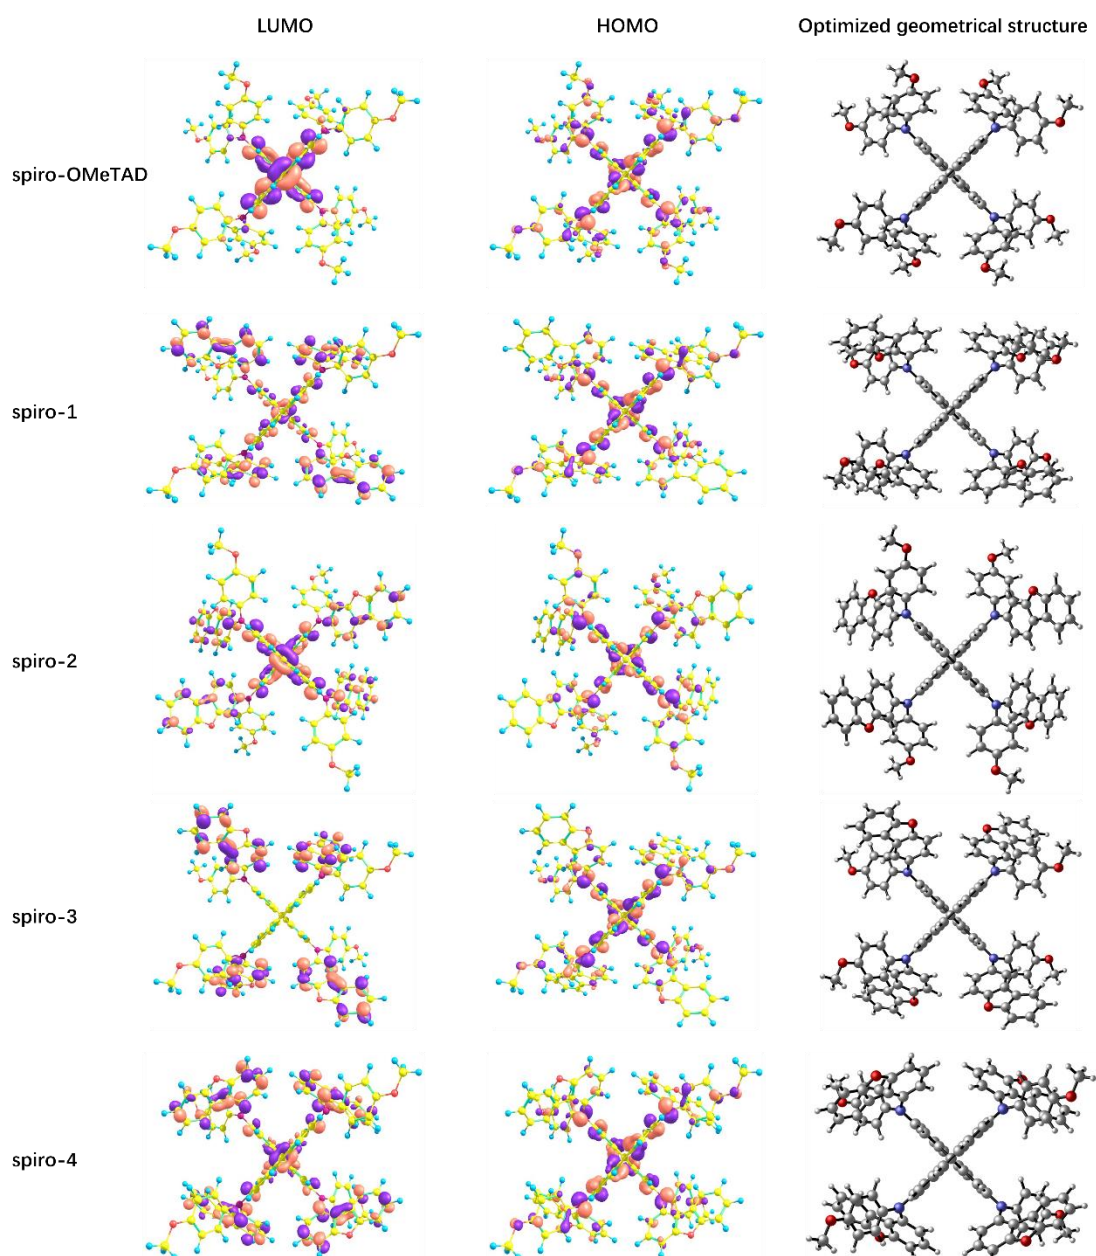 LUMO HOMO Optimized geometrical structure
spiro-OMeTAD
spiro-1
spiro-2
spiro-3
spiro-4